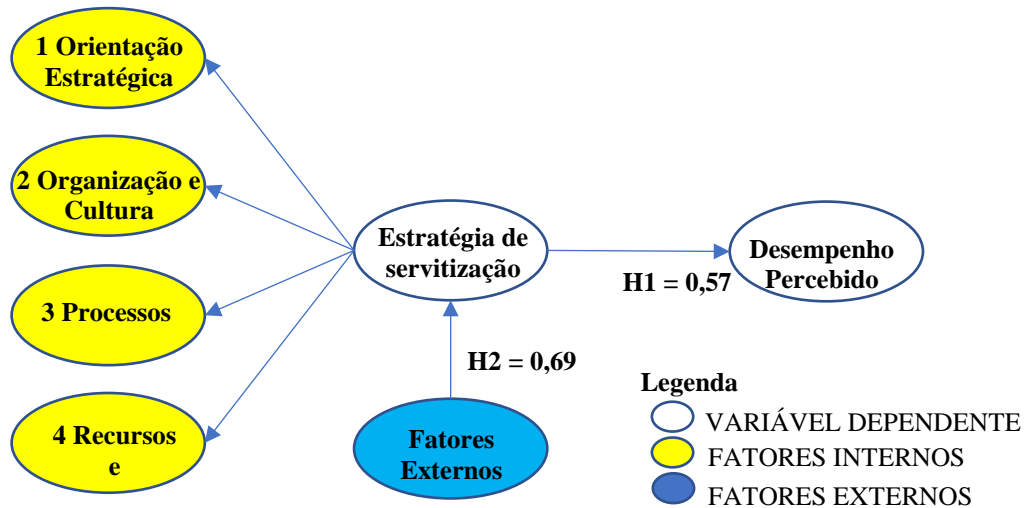 1 Orientação
Estratégica
2 Organização e
Cultura
3 Processos
4 Recursos
e
Estratégia de
servitização
Desempenho
Percebido
H1 = 0,57
H2 = 0,69
Fatores
Externos
Legenda
VARIÁVEL DEPENDENTE
FATORES INTERNOS
FATORES EXTERNOS